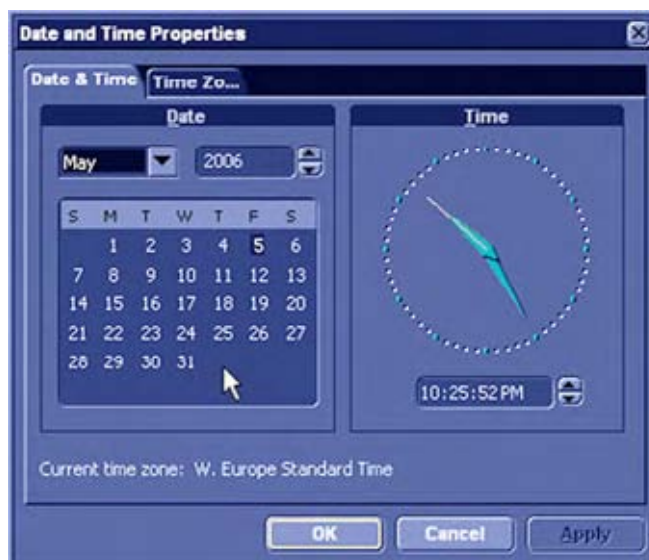 Date and Time Properties
Date & Time
Time Zo...
Date
Time
May
2006
S M T W T F S
1 2 3 4 5 6
7 8 9 10 11 12 13
14 15 16 17 18 19 20
21 22 23 24 25 26 27
28 29 30 31
10:25:52 PM
Current time zone: W. Europe Standard Time
OK
Cancel
Apply